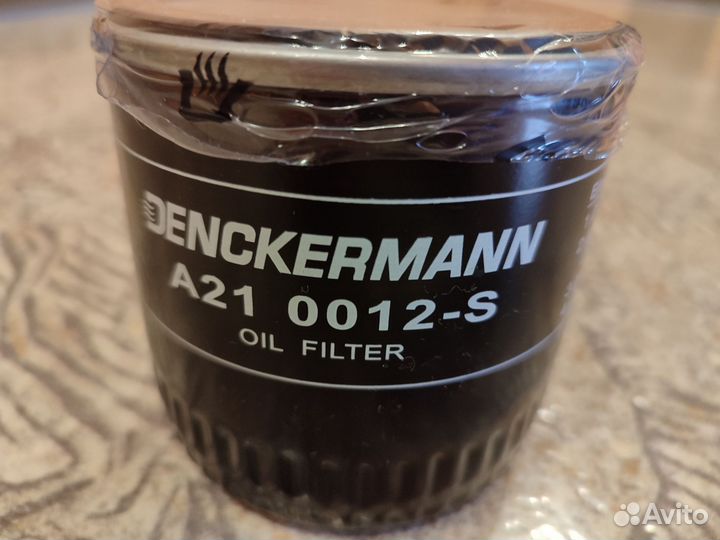 DENCKERMANN
A21 0012-S
OIL FILTER
Avito